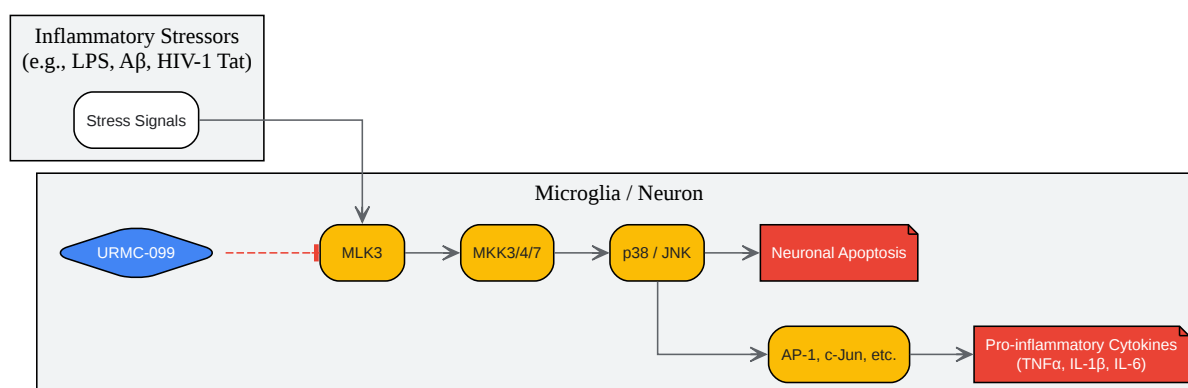 Inflammatory Stressors
(e.g., LPS, Aβ, HIV-1 Tat)
Stress Signals
Microglia / Neuron
URMC-099
MLK3
MKK3/4/7
p38 / JNK
Neuronal Apoptosis
AP-1, c-Jun, etc.
Pro-inflammatory Cytokines
(TNFα, IL-1β, IL-6)